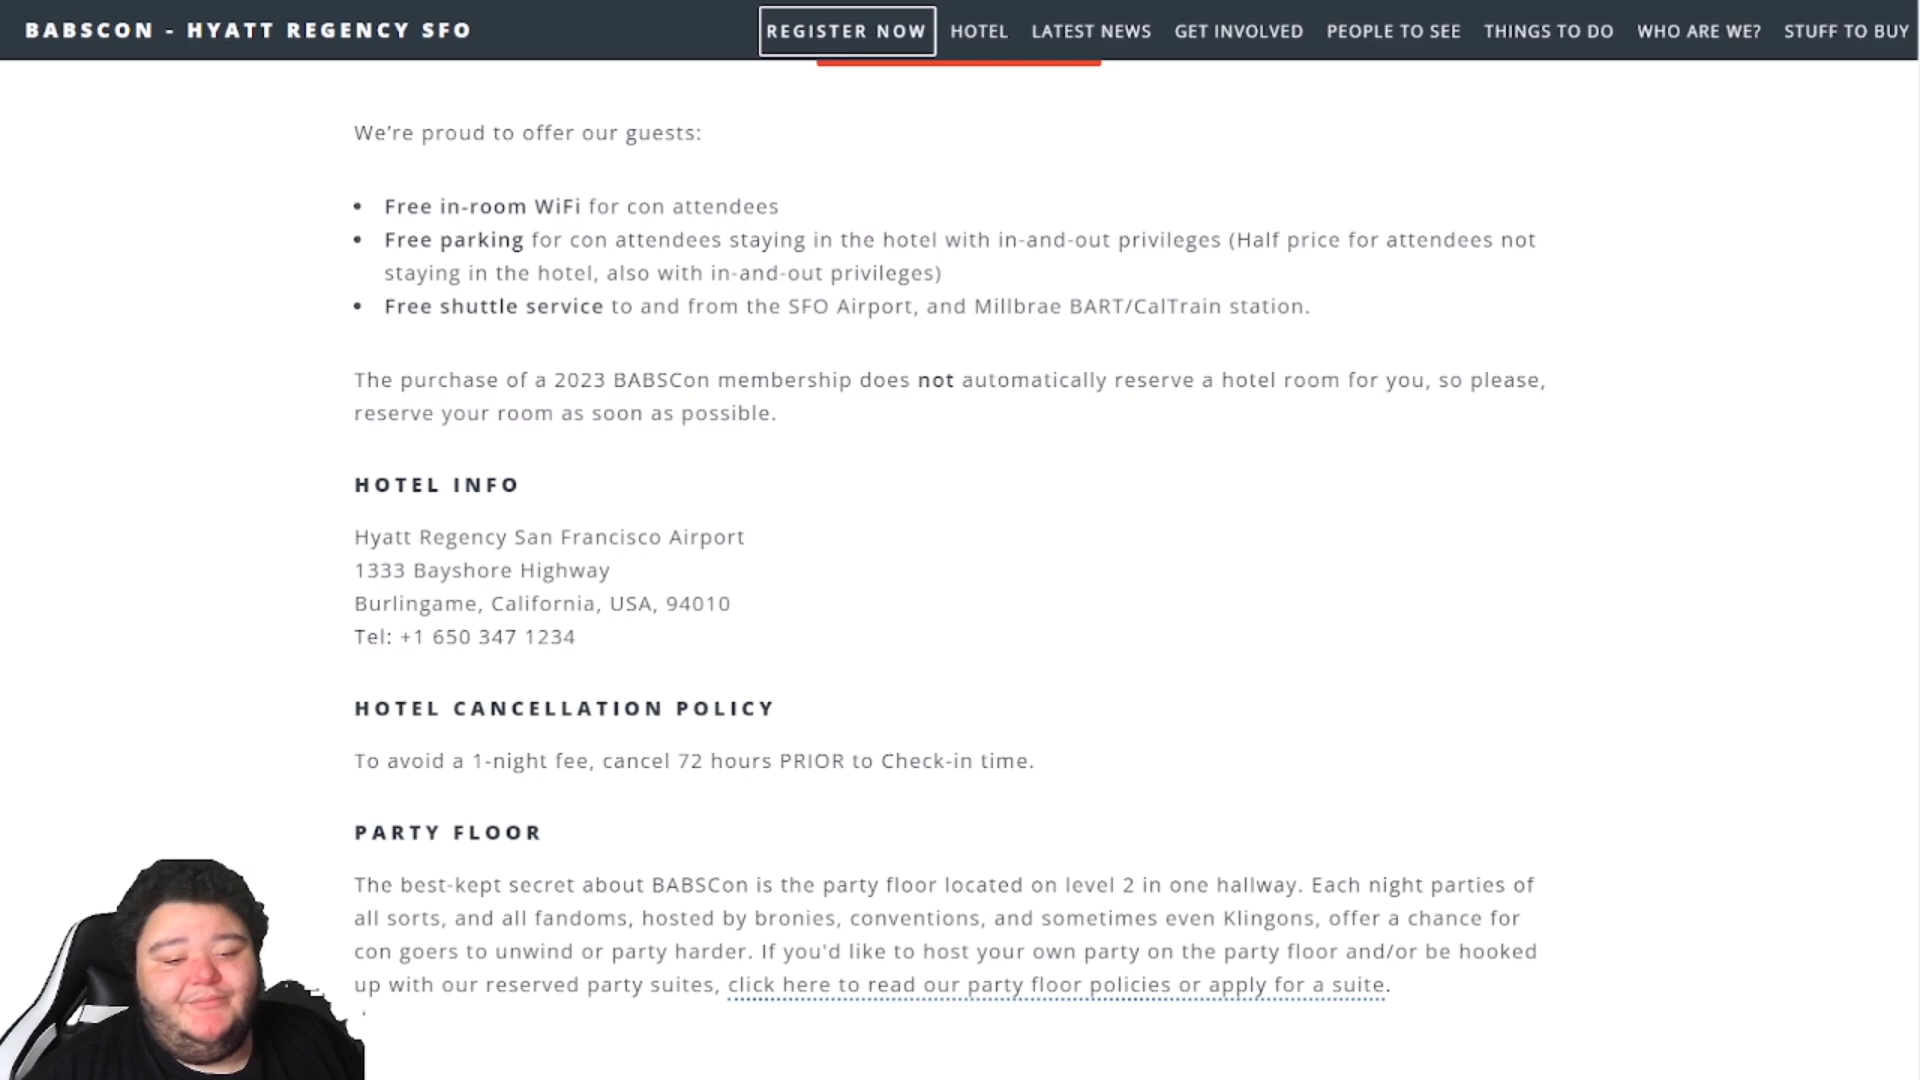 BABSCON - HYATT REGENCY SFO
REGISTER NOW HOTEL LATEST NEWS GET INVOLVED PEOPLE TO SEE THINGS TO DO WHO ARE WE? STUFF TO BUY
We're proud to offer our guests:
• Free in-room WiFi for con attendees
• Free parking for con attendees staying in the hotel with in-and-out privileges (Half price for attendees not
staying in the hotel, also with in-and-out privileges)
• Free shuttle service to and from the SFO Airport, and Millbrae BART/CalTrain station.
The purchase of a 2023 BABSCon membership does not automatically reserve a hotel room for you, so please,
reserve your room as soon as possible.
HOTEL INFO
Hyatt Regency San Francisco Airport
1333 Bayshore Highway
Burlingame, California, USA, 94010
Tel: +1 650 347 1234
HOTEL CANCELLATION POLICY
To avoid a 1-night fee, cancel 72 hours PRIOR to Check-in time.
PARTY FLOOR
The best-kept secret about BABSCon is the party floor located on level 2 in one hallway. Each night parties of
all sorts, and all fandoms, hosted by bronies, conventions, and sometimes even Klingons, offer a chance for
con goers to unwind or party harder. If you'd like to host your own party on the party floor and/or be hooked
up with our reserved party suites, click here to read our party floor policies or apply for a suite.